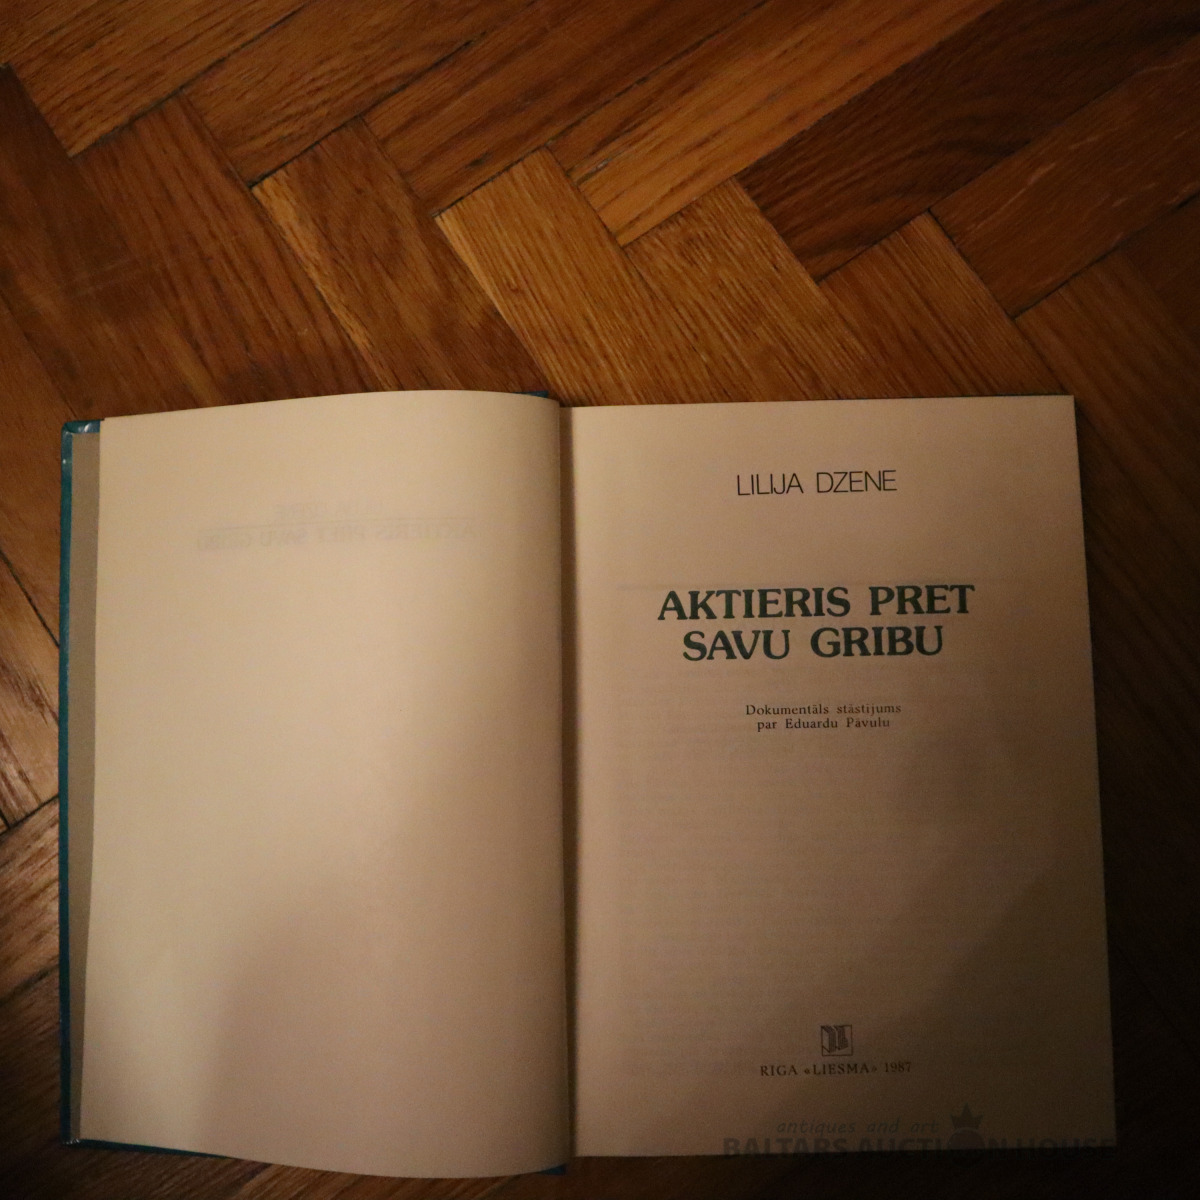 LILIJA DZENE
AKTIERIS PRET
SAVU GRIBU
Dokumentāls stāstījums
par Eduardu Pāvulu
RĪGA «LIESMA» 1987
antiques and art
BALTARS AUCTION HOUSE